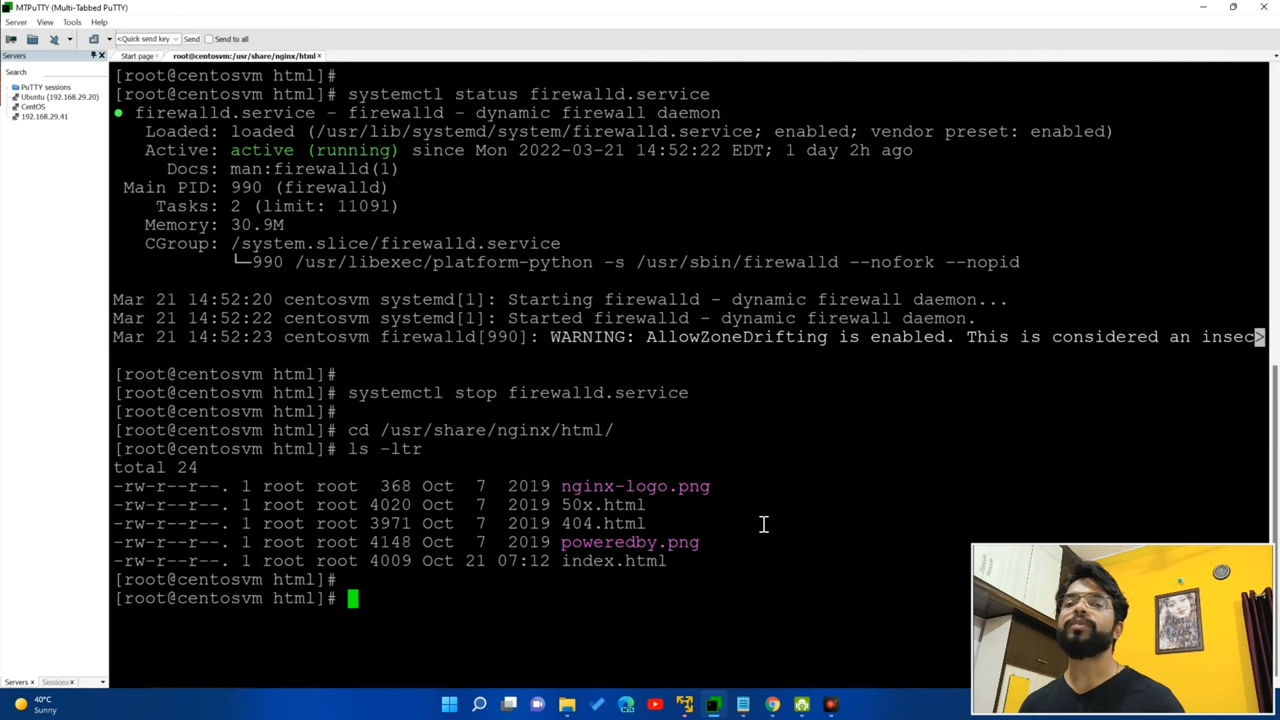 MTPuTTY (Multi-Tabbed PuTTY)
Server View Tools Help
<Quick send key> Send Send to all
Servers
Start page root@centosvm:/usr/share/nginx/html
Search
PuTTY sessions
Ubuntu (192.168.29.20)
CentOS
192.168.29.41
[root@centosvm html]#
[root@centosvm html]# systemctl status firewalld.service
● firewalld.service - firewalld - dynamic firewall daemon
Loaded: loaded (/usr/lib/systemd/system/firewalld.service; enabled; vendor preset: enabled)
Active: active (running) since Mon 2022-03-21 14:52:22 EDT; 1 day 2h ago
Docs: man:firewalld(1)
Main PID: 990 (firewalld)
Tasks: 2 (limit: 11091)
Memory: 30.9M
CGroup: /system.slice/firewalld.service
└─990 /usr/libexec/platform-python -s /usr/sbin/firewalld --nofork --nopid
Mar 21 14:52:20 centosvm systemd[1]: Starting firewalld - dynamic firewall daemon...
Mar 21 14:52:22 centosvm systemd[1]: Started firewalld - dynamic firewall daemon.
Mar 21 14:52:23 centosvm firewalld[990]: WARNING: AllowZoneDrifting is enabled. This is considered an insec>
[root@centosvm html]#
[root@centosvm html]# systemctl stop firewalld.service
[root@centosvm html]#
[root@centosvm html]# cd /usr/share/nginx/html/
[root@centosvm html]# ls -ltr
total 24
-rw-r--r--. 1 root root 368 Oct 7 2019 nginx-logo.png
-rw-r--r--. 1 root root 4020 Oct 7 2019 50x.html
-rw-r--r--. 1 root root 3971 Oct 7 2019 404.html
-rw-r--r--. 1 root root 4148 Oct 7 2019 poweredby.png
-rw-r--r--. 1 root root 4009 Oct 21 07:12 index.html
[root@centosvm html]#
[root@centosvm html]#
Servers Sessions
40°C
Sunny